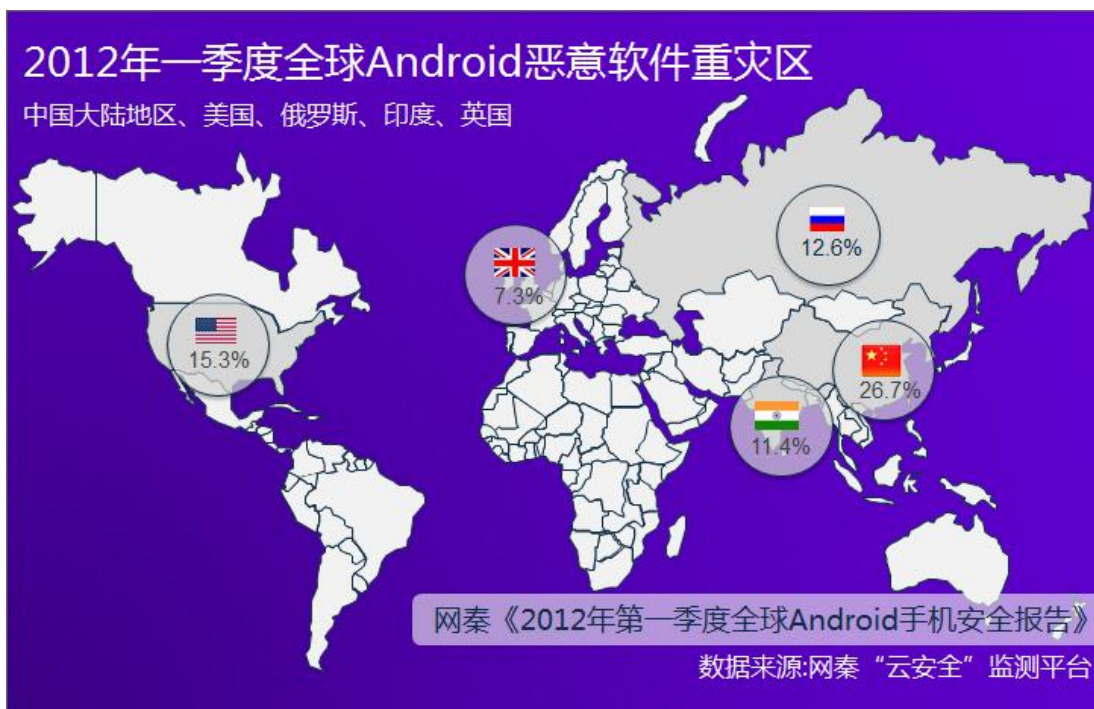 2012年一季度全球Android恶意软件重灾区
中国大陆地区、美国、俄罗斯、印度、英国
12.6%
7.3%
15.3%
26.7%
11.4%
网秦《2012年第一季度全球Android手机安全报告》
数据来源:网秦“云安全”监测平台